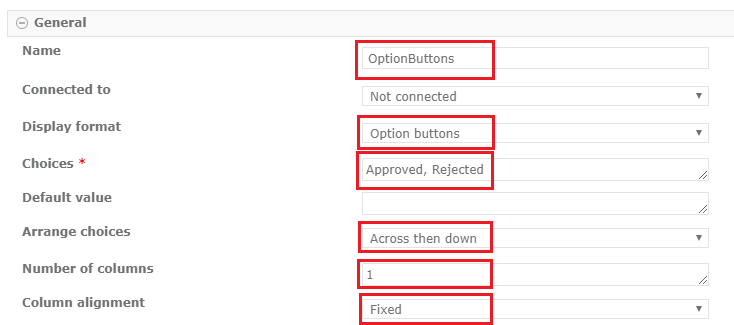 General
Name OptionButtons
Connected to Not connected
Display format Option buttons
Choices * Approved, Rejected
Default value
Arrange choices Across then down
Number of columns 1
Column alignment Fixed